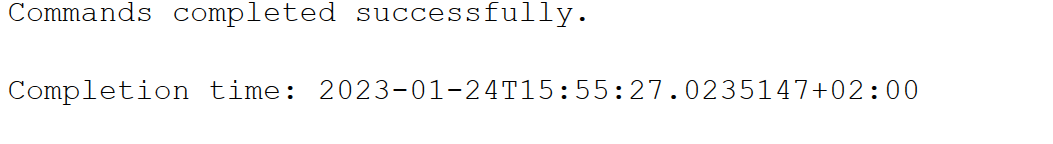 Commands completed successfully.
Completion time: 2023-01-24T15:55:27.0235147+02:00